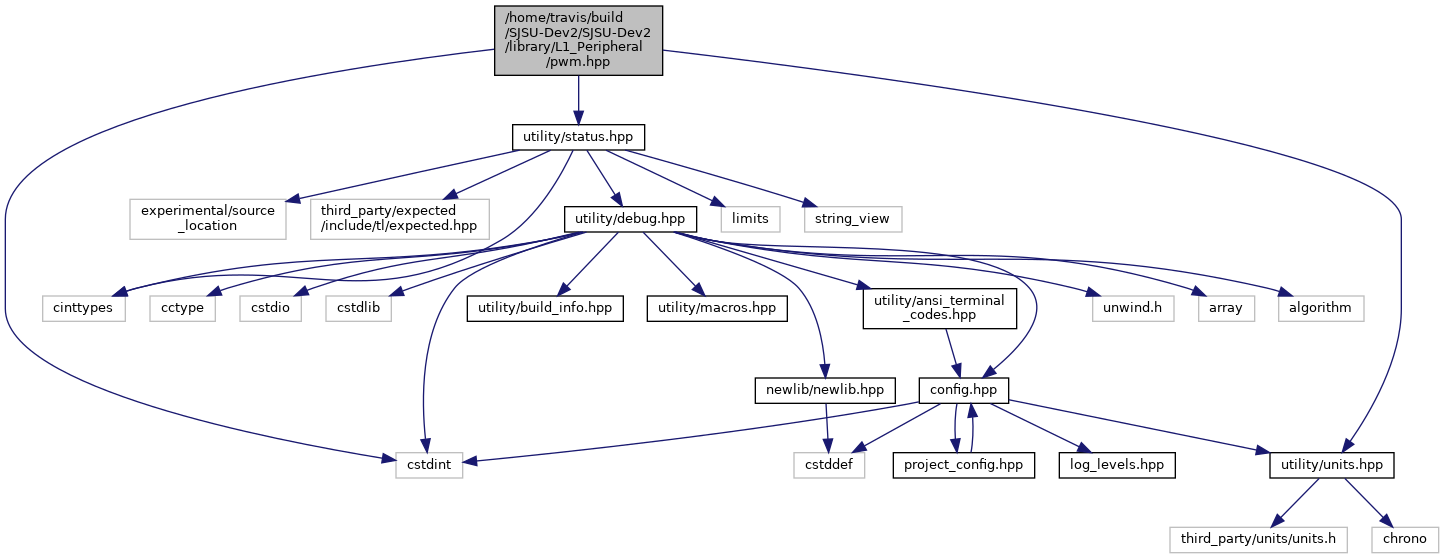 /home/travis/build
/SJSU-Dev2/SJSU-Dev2
/library/L1_Peripheral
/pwm.hpp
utility/status.hpp
experimental/source
_location
third_party/expected
/include/tl/expected.hpp
utility/debug.hpp
limits
string_view
cinttypes
cctype
cstdio
cstdlib
utility/build_info.hpp
utility/macros.hpp
utility/ansi_terminal
_codes.hpp
unwind.h
array
algorithm
newlib/newlib.hpp
config.hpp
cstdint
cstddef
project_config.hpp
log_levels.hpp
utility/units.hpp
third_party/units/units.h
chrono